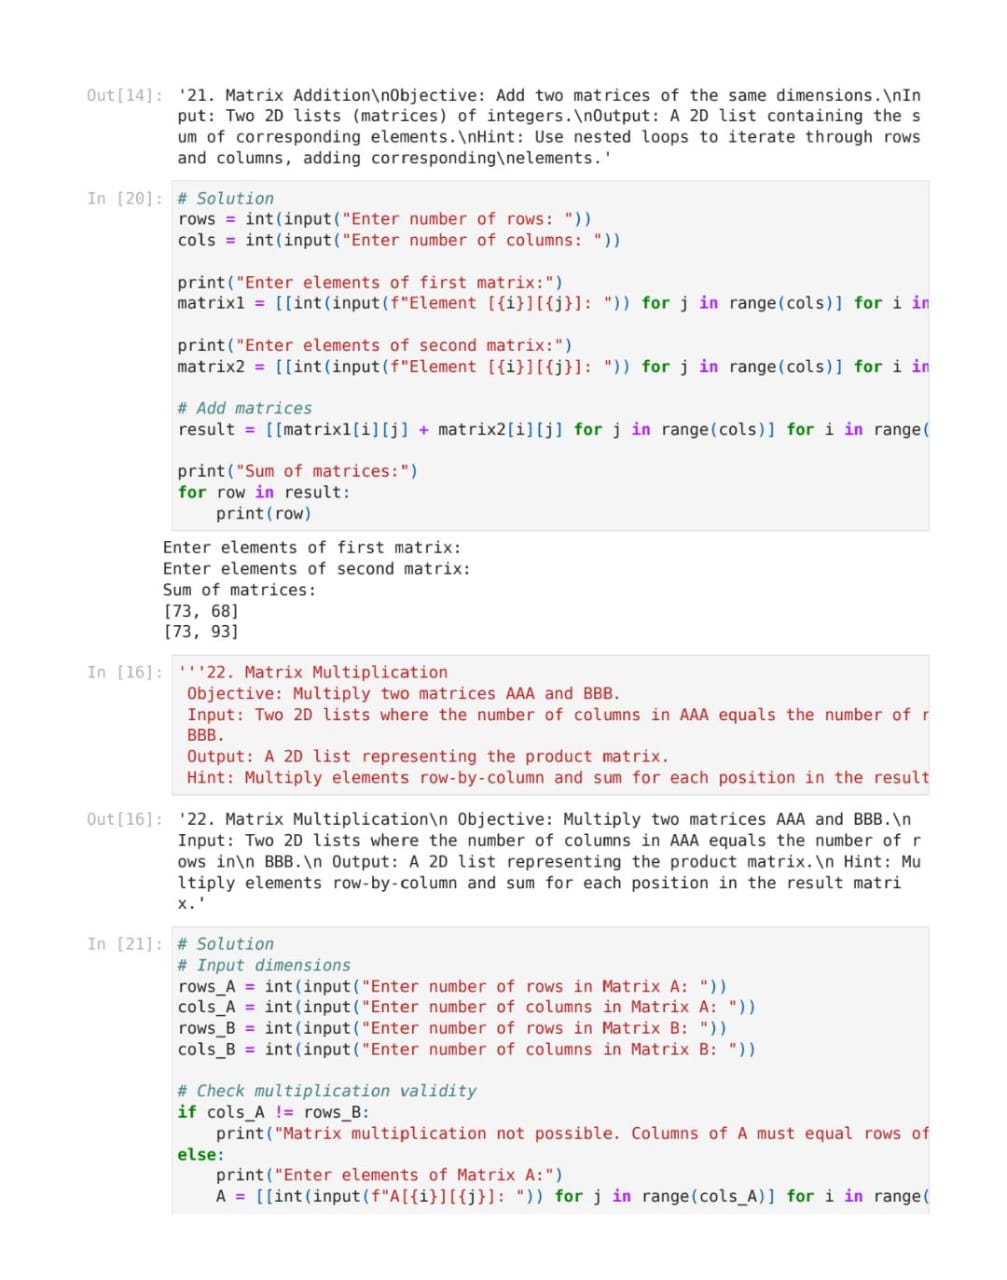 Out[14]: '21. Matrix Addition\nObjective: Add two matrices of the same dimensions.\nIn
put: Two 2D lists (matrices) of integers.\nOutput: A 2D list containing the s
um of corresponding elements.\nHint: Use nested loops to iterate through rows
and columns, adding corresponding\nelements.'
In [20]: # Solution
rows = int(input("Enter number of rows: "))
cols = int(input("Enter number of columns: "))
print("Enter elements of first matrix:")
matrix1 = [[int(input(f"Element [{i}][{j}]: ")) for j in range(cols)] for i in
print("Enter elements of second matrix:")
matrix2 = [[int(input(f"Element [{i}][{j}]: ")) for j in range(cols)] for i in
# Add matrices
result = [[matrix1[i][j] + matrix2[i][j] for j in range(cols)] for i in range(
print("Sum of matrices:")
for row in result:
    print(row)
Enter elements of first matrix:
Enter elements of second matrix:
Sum of matrices:
[73, 68]
[73, 93]
In [16]: '''22. Matrix Multiplication
Objective: Multiply two matrices AAA and BBB.
Input: Two 2D lists where the number of columns in AAA equals the number of r
BBB.
Output: A 2D list representing the product matrix.
Hint: Multiply elements row-by-column and sum for each position in the result
Out[16]: '22. Matrix Multiplication\n Objective: Multiply two matrices AAA and BBB.\n
Input: Two 2D lists where the number of columns in AAA equals the number of r
ows in\n BBB.\n Output: A 2D list representing the product matrix.\n Hint: Mu
ltiply elements row-by-column and sum for each position in the result matri
x.'
In [21]: # Solution
# Input dimensions
rows_A = int(input("Enter number of rows in Matrix A: "))
cols_A = int(input("Enter number of columns in Matrix A: "))
rows_B = int(input("Enter number of rows in Matrix B: "))
cols_B = int(input("Enter number of columns in Matrix B: "))
# Check multiplication validity
if cols_A != rows_B:
    print("Matrix multiplication not possible. Columns of A must equal rows of
else:
    print("Enter elements of Matrix A:")
    A = [[int(input(f"A[{i}][{j}]: ")) for j in range(cols_A)] for i in range(